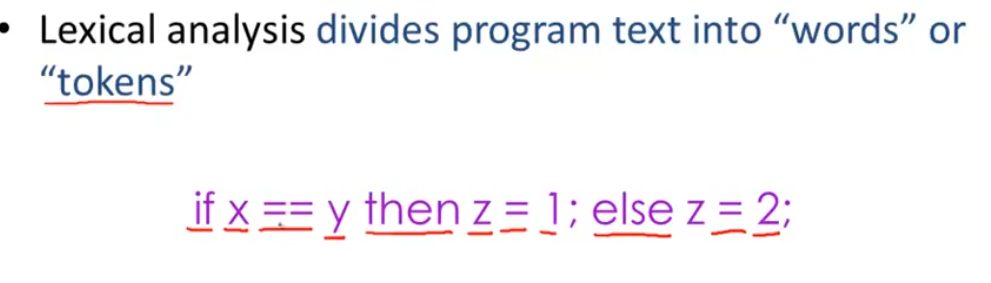 • Lexical analysis divides program text into “words” or
“tokens”
if x == y then z = 1; else z = 2;